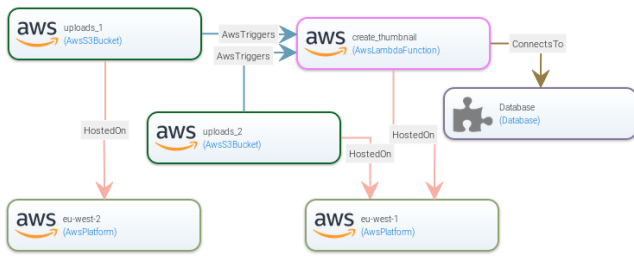 aws
uploads_1
(AwsS3Bucket)
AwsTriggers
AwsTriggers
aws
create_thumbnail
(AwsLambdaFunction)
ConnectsTo
Database
(Database)
HostedOn
aws
uploads_2
(AwsS3Bucket)
HostedOn
HostedOn
aws
eu-west-2
(AwsPlatform)
aws
eu-west-1
(AwsPlatform)